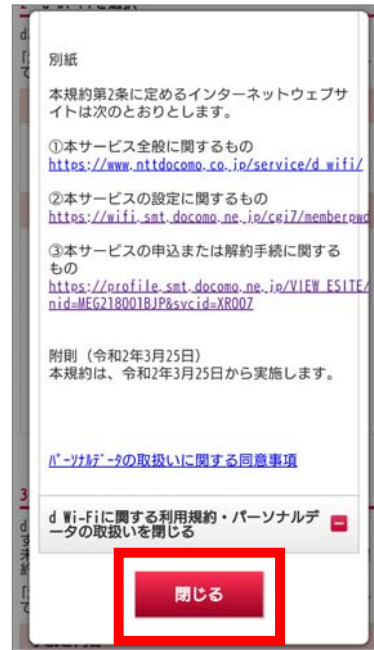 別紙
本規約第2条に定めるインターネットウェブサ
イトは次のとおりとします。
①本サービス全般に関するもの
https://www.nttdocomo.co.jp/service/d_wifi/
②本サービスの設定に関するもの
https://wifi.smt.docomo.ne.jp/cgi7/memberpwd
③本サービスの申込または解約手続に関する
もの
https://profile.smt.docomo.ne.jp/VIEW_ESITE/
nid=MEG218001BJP&svcid=XR007
附則（令和2年3月25日）
本規約は、令和2年3月25日から実施します。
ﾊﾟｰｿﾅﾙﾃﾞｰﾀの取扱いに関する同意事項
d Wi-Fiに関する利用規約・パーソナルデ
ータの取扱いを閉じる
閉じる